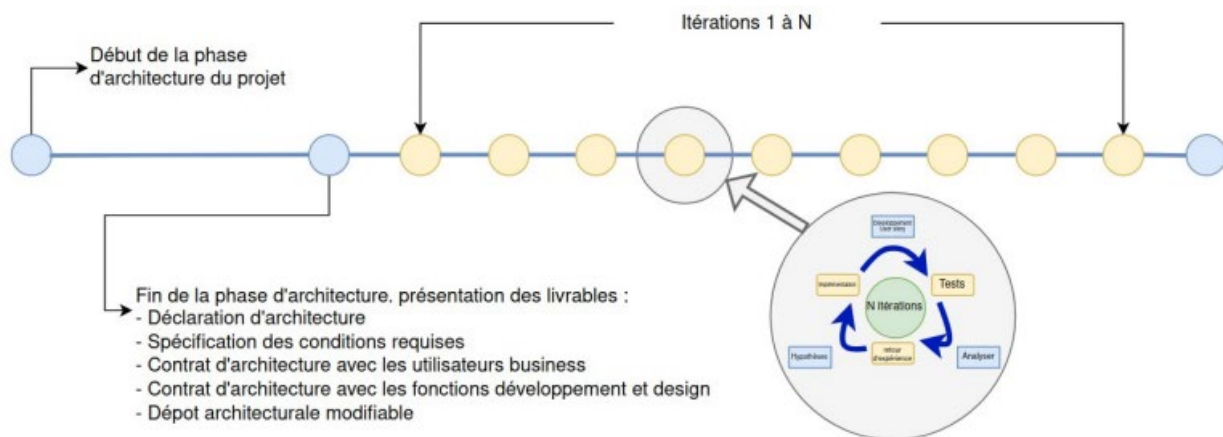 Itérations 1 à N
Début de la phase
d'architecture du projet
Développement
User story
Implémentation
Tests
N itérations
Hypothèses
retour
d'expérience
Analyser
Fin de la phase d'architecture. présentation des livrables :
- Déclaration d'architecture
- Spécification des conditions requises
- Contrat d'architecture avec les utilisateurs business
- Contrat d'architecture avec les fonctions développement et design
- Dépot architecturale modifiable